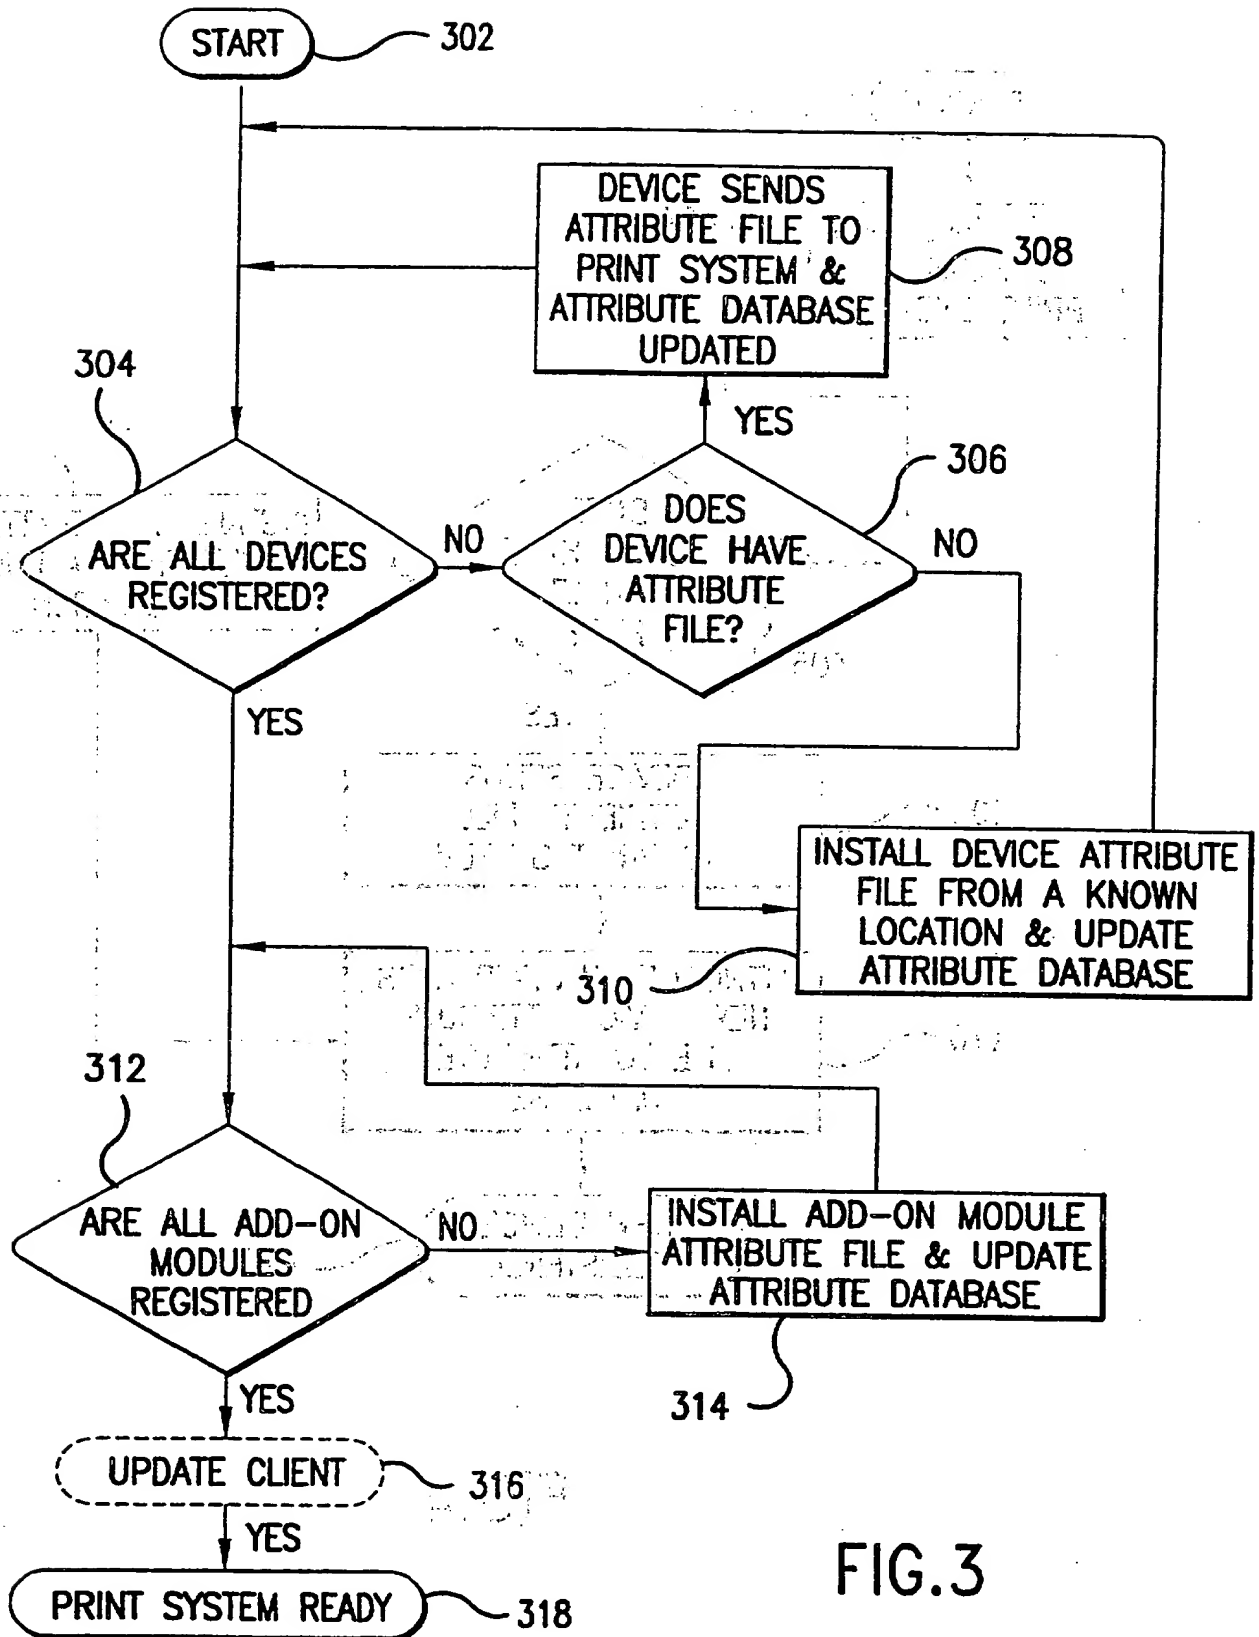 START
302
DEVICE SENDS
ATTRIBUTE FILE TO
PRINT SYSTEM &
ATTRIBUTE DATABASE
UPDATED
308
304
YES
306
ARE ALL DEVICES
REGISTERED?
NO
DOES
DEVICE HAVE
ATTRIBUTE
FILE?
NO
YES
INSTALL DEVICE ATTRIBUTE
FILE FROM A KNOWN
LOCATION & UPDATE
ATTRIBUTE DATABASE
310
312
ARE ALL ADD-ON
MODULES
REGISTERED
NO
INSTALL ADD-ON MODULE
ATTRIBUTE FILE & UPDATE
ATTRIBUTE DATABASE
314
YES
UPDATE CLIENT
316
YES
PRINT SYSTEM READY
318
FIG.3